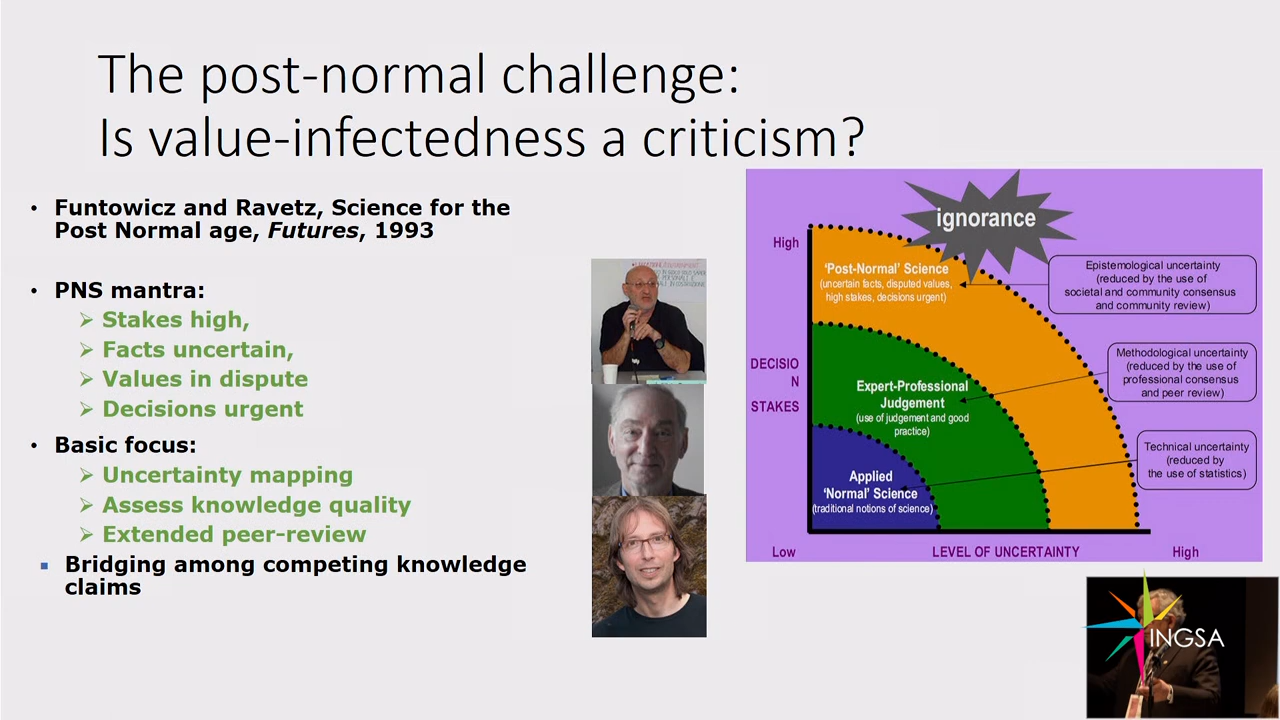 The post-normal challenge:
Is value-infectedness a criticism?
• Funtowicz and Ravetz, Science for the
Post Normal age, Futures, 1993
• PNS mantra:
➢ Stakes high,
➢ Facts uncertain,
➢ Values in dispute
➢ Decisions urgent
• Basic focus:
➢ Uncertainty mapping
➢ Assess knowledge quality
➢ Extended peer-review
▪ Bridging among competing knowledge
claims
ignorance
High
'Post-Normal' Science
(uncertain facts, disputed values,
high stakes, decisions urgent)
Epistemological uncertainty
(reduced by the use of
societal and community consensus
and community review)
DECISIO
N
STAKES
Expert-Professional
Judgement
(use of judgement and good
practice)
Methodological uncertainty
(reduced by the use of
professional consensus
and peer review)
Applied
'Normal' Science
(traditional notions of science)
Technical uncertainty
(reduced by
the use of statistics)
Low
LEVEL OF UNCERTAINTY
High
INGSA